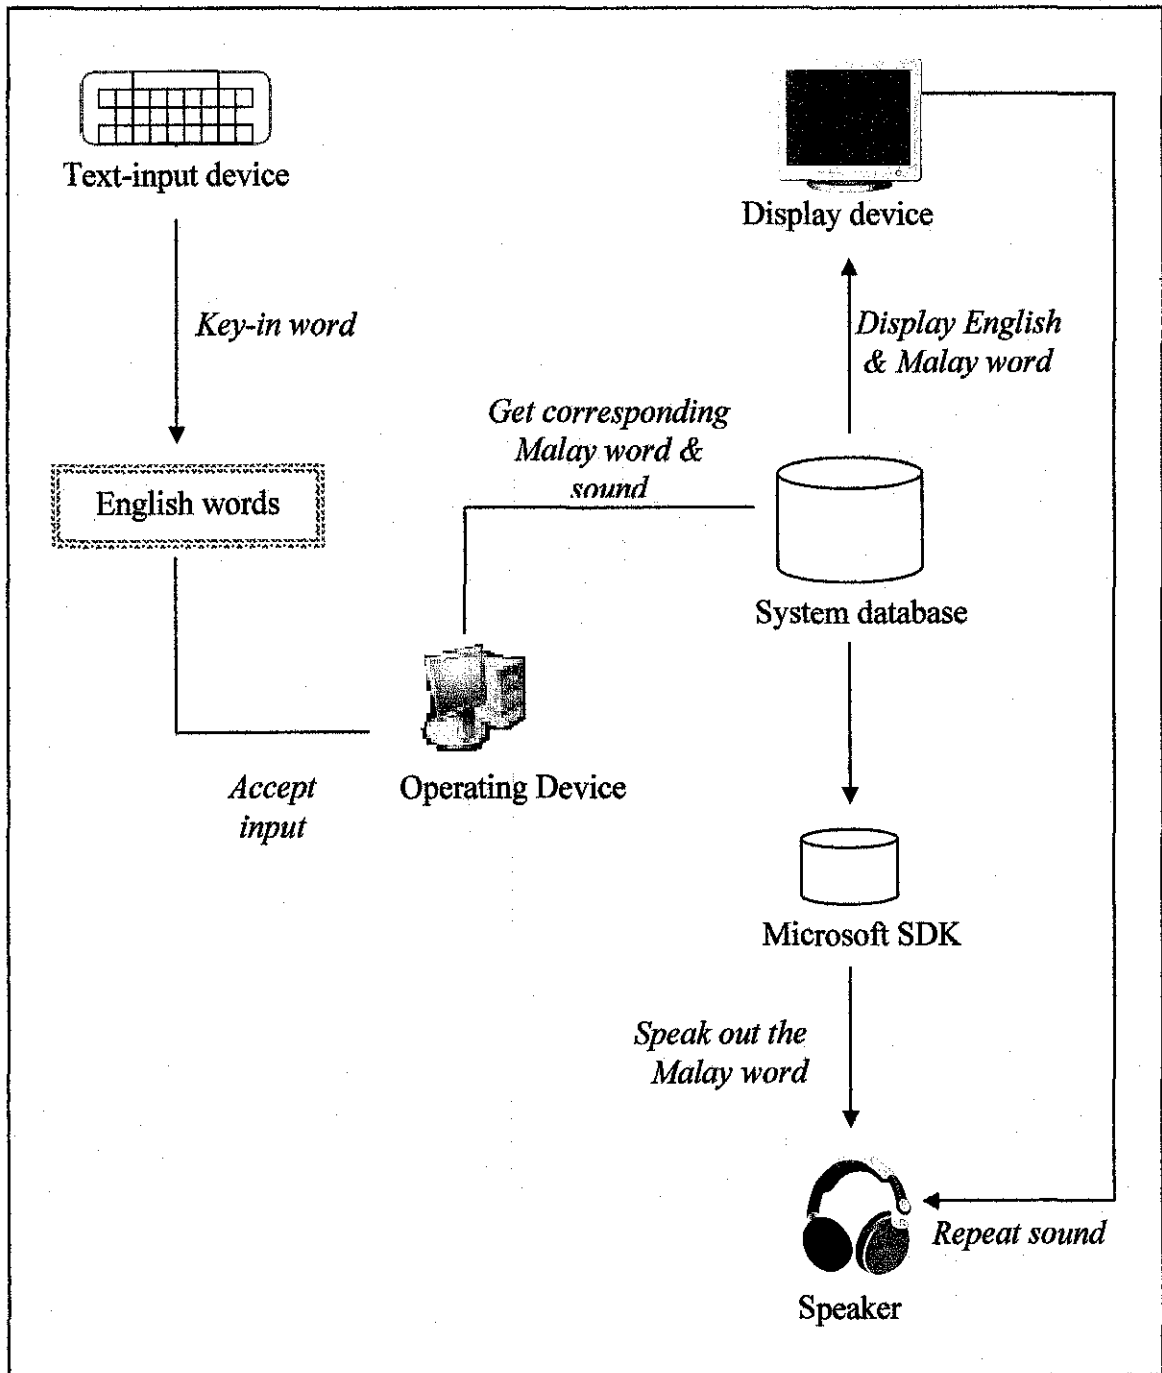 Text-input device
Display device
Key-in word
Display English
& Malay word
Get corresponding
Malay word &
sound
English words
System database
Accept
input
Operating Device
Microsoft SDK
Speak out the
Malay word
Repeat sound
Speaker